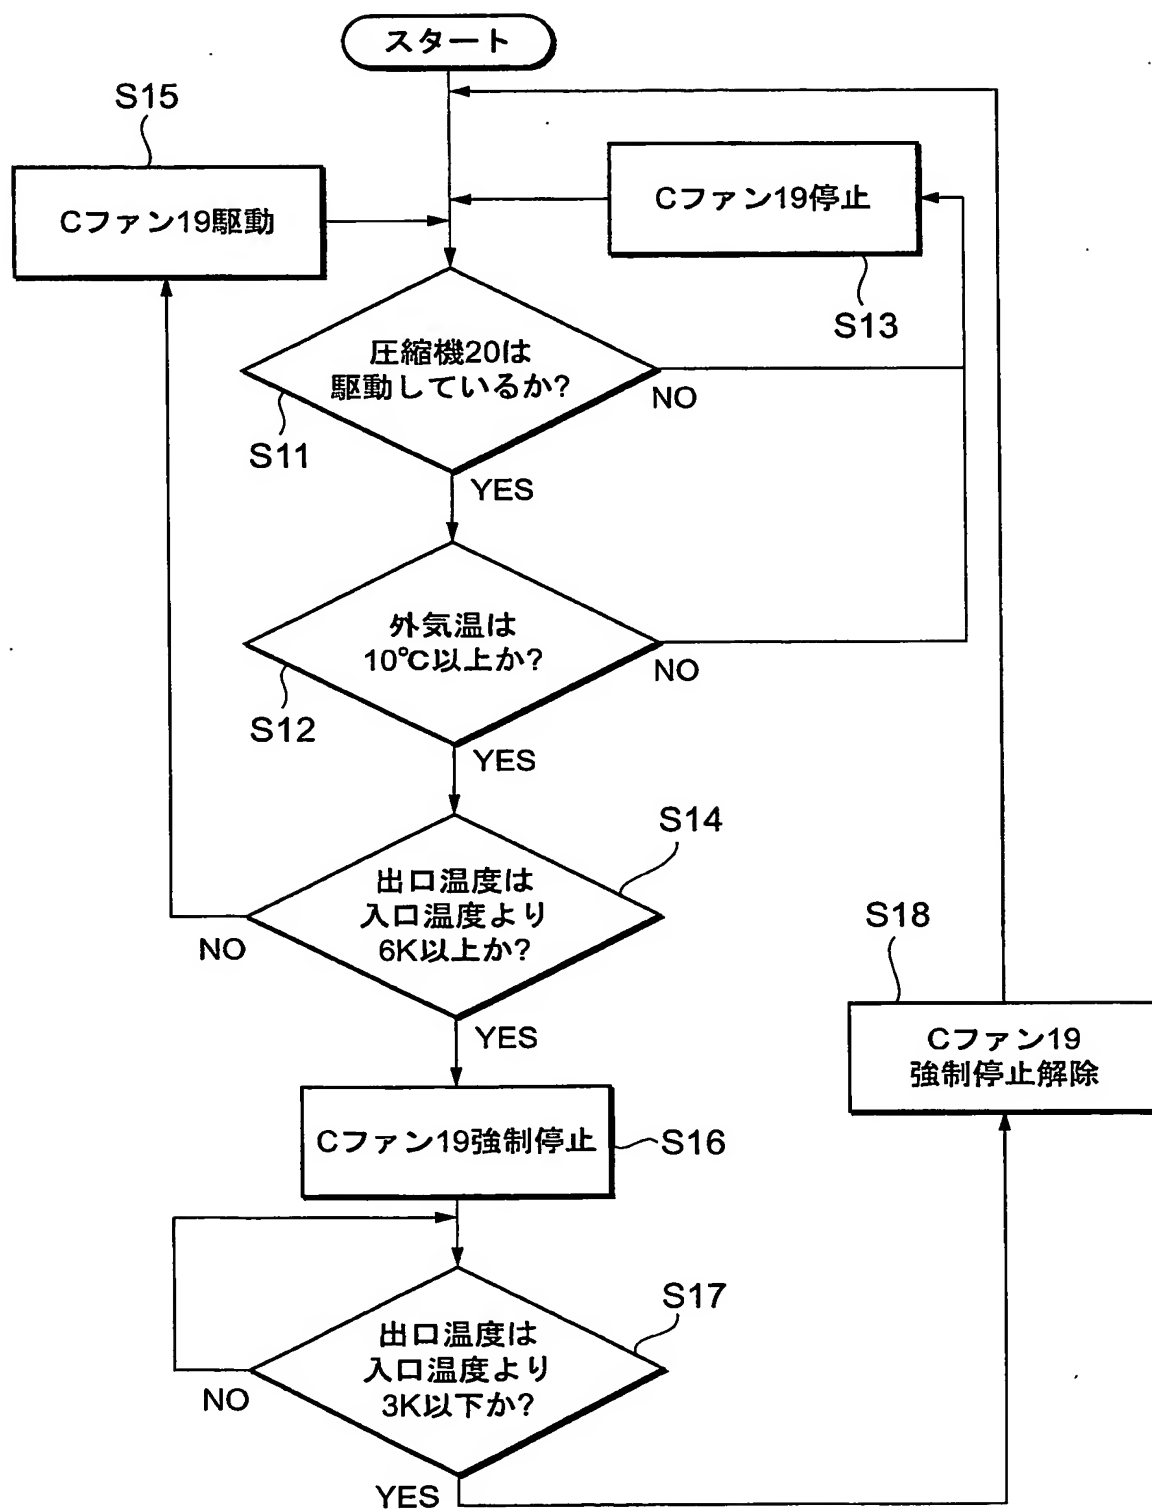 スタート
S15
Cファン19駆動
Cファン19停止
S13
圧縮機20は
駆動しているか?
NO
S11
YES
外気温は
10℃以上か?
NO
S12
YES
S14
出口温度は
入口温度より
6K以上か?
NO
YES
S18
Cファン19
強制停止解除
Cファン19強制停止
S16
S17
出口温度は
入口温度より
3K以下か?
NO
YES